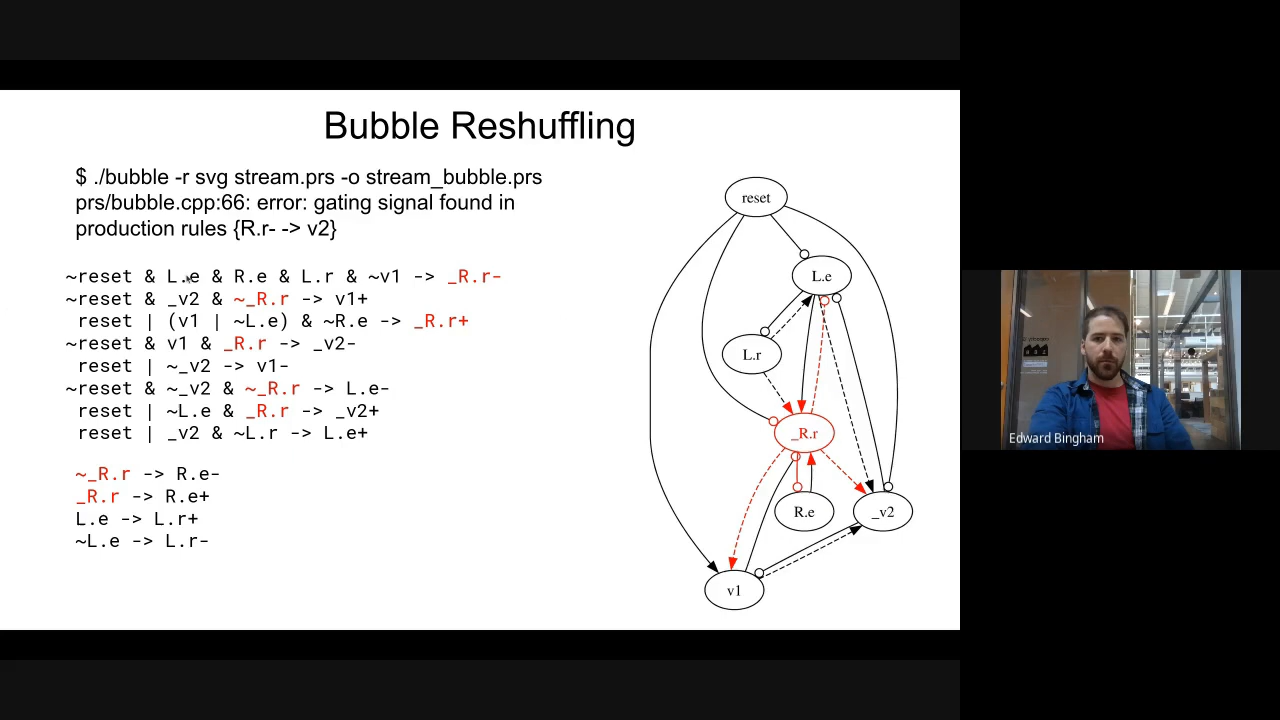 Bubble Reshuffling
$ ./bubble -r svg stream.prs -o stream_bubble.prs
prs/bubble.cpp:66: error: gating signal found in
production rules {R.r- -> v2}
~reset & L.e & R.e & L.r & ~v1 -> _R.r-
~reset & _v2 & ~_R.r -> v1+
reset | (v1 | ~L.e) & ~R.e -> _R.r+
~reset & v1 & _R.r -> _v2-
reset | ~_v2 -> v1-
~reset & ~_v2 & ~_R.r -> L.e-
reset | ~L.e & _R.r -> _v2+
reset | _v2 & ~L.r -> L.e+
~_R.r -> R.e-
_R.r -> R.e+
L.e -> L.r+
~L.e -> L.r-
reset
L.e
L.r
_R.r
R.e
_v2
v1
Edward Bingham